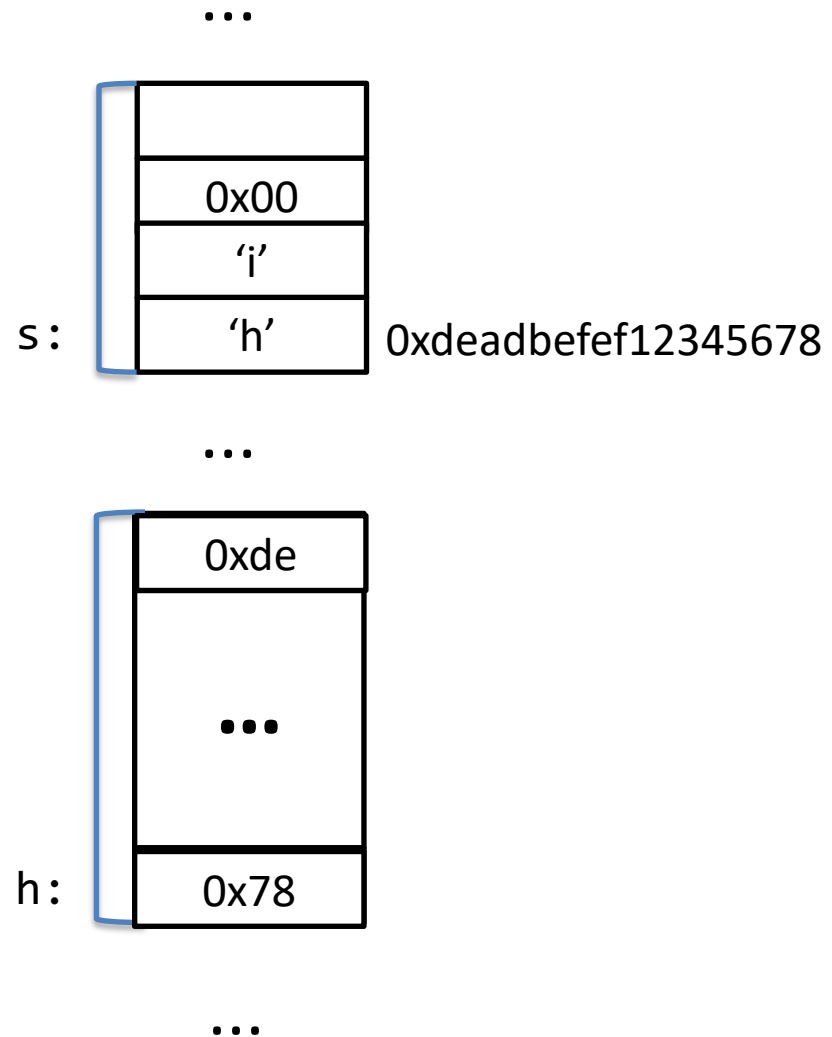 ...
0x00
‘i’
s: ‘h’ 0xdeadbefef12345678
...
0xde
...
h: 0x78
...